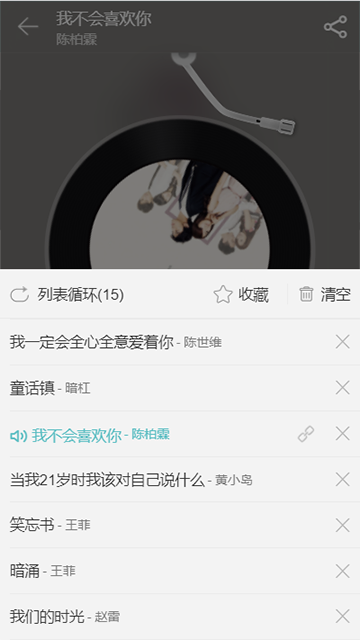 我不会喜欢你
陈柏霖
列表循环(15) 收藏 清空
我一定会全心全意爱着你 - 陈世维
童话镇 - 暗杠
我不会喜欢你 - 陈柏霖
当我21岁时我该对自己说什么 - 黄小岛
笑忘书 - 王菲
暗涌 - 王菲
我们的时光 - 赵雷